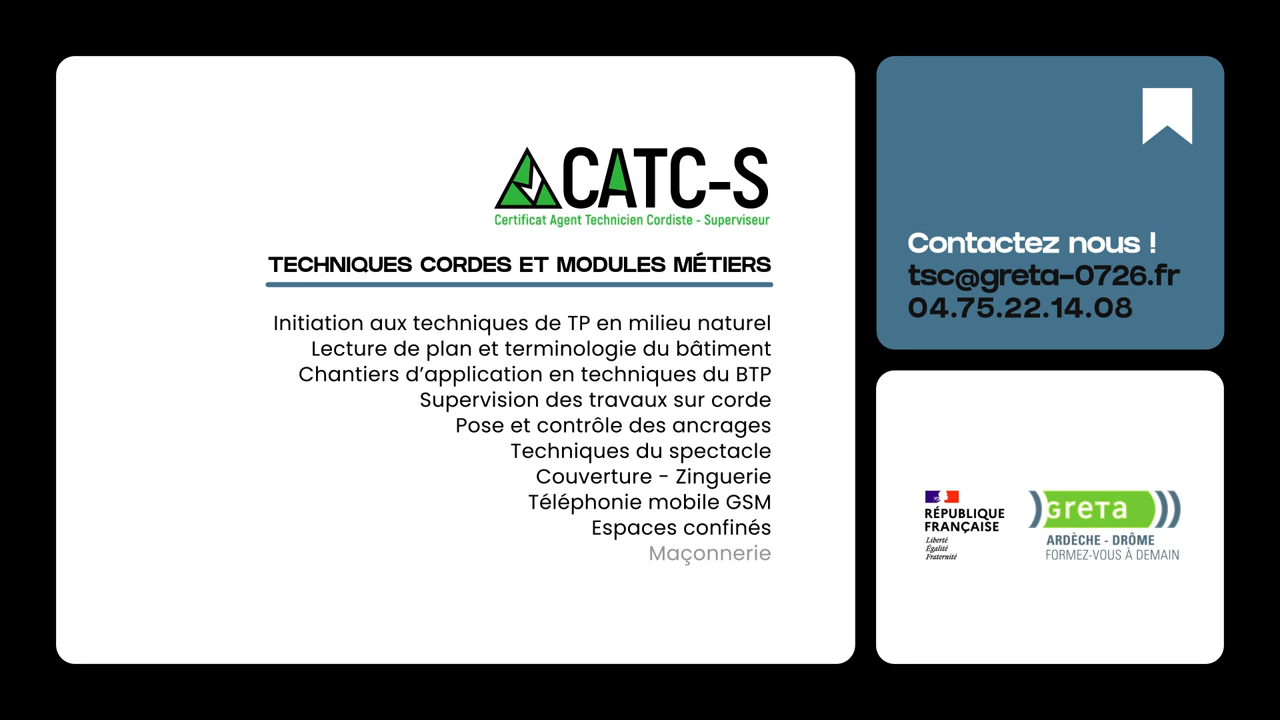 CATC-S
Certificat Agent Technicien Cordiste - Superviseur
TECHNIQUES CORDES ET MODULES MÉTIERS
Initiation aux techniques de TP en milieu naturel
Lecture de plan et terminologie du bâtiment
Chantiers d’application en techniques du BTP
Supervision des travaux sur corde
Pose et contrôle des ancrages
Techniques du spectacle
Couverture - Zinguerie
Téléphonie mobile GSM
Espaces confinés
Maçonnerie
Contactez nous !
tsc@greta-0726.fr
04.75.22.14.08
RÉPUBLIQUE
FRANÇAISE
Liberté
Égalité
Fraternité
GreTa
ARDÈCHE - DRÔME
FORMEZ-VOUS À DEMAIN